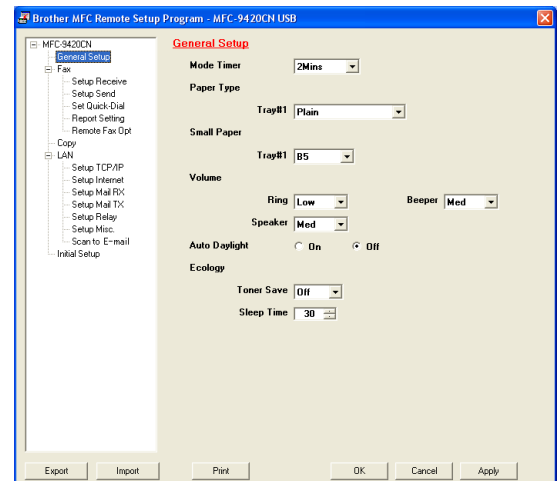 Brother MFC Remote Setup Program - MFC-9420CN USB
MFC-9420CN
General Setup
Fax
Setup Receive
Setup Send
Set Quick-Dial
Report Setting
Remote Fax Opt
Copy
LAN
Setup TCP/IP
Setup Internet
Setup Mail RX
Setup Mail TX
Setup Relay
Setup Misc.
Scan to E-mail
Initial Setup
General Setup
Mode Timer 2Mins
Paper Type
Tray#1 Plain
Small Paper
Tray#1 B5
Volume
Ring Low Beeper Med
Speaker Med
Auto Daylight On Off
Ecology
Toner Save Off
Sleep Time 30
Export Import Print OK Cancel Apply